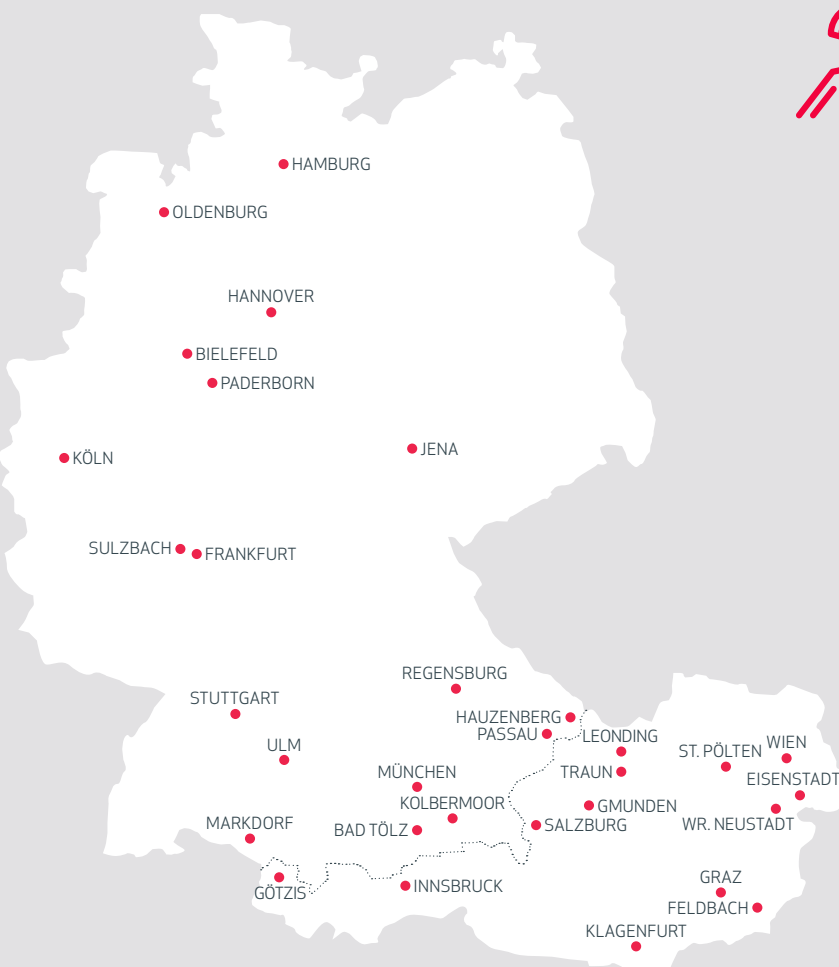 HAMBURG
OLDENBURG
HANNOVER
BIELEFELD
PADERBORN
JENA
KÖLN
SULZBACH
FRANKFURT
REGENSBURG
STUTTGART
HAUZENBERG
PASSAU
LEONDING
ULM
ST. PÖLTEN
WIEN
MÜNCHEN
TRAUN
EISENSTADT
KOLBERMOOR
GMUNDEN
MARKDORF
BAD TÖLZ
SALZBURG
WR. NEUSTADT
GÖTZIS
INNSBRUCK
GRAZ
FELDBACH
KLAGENFURT